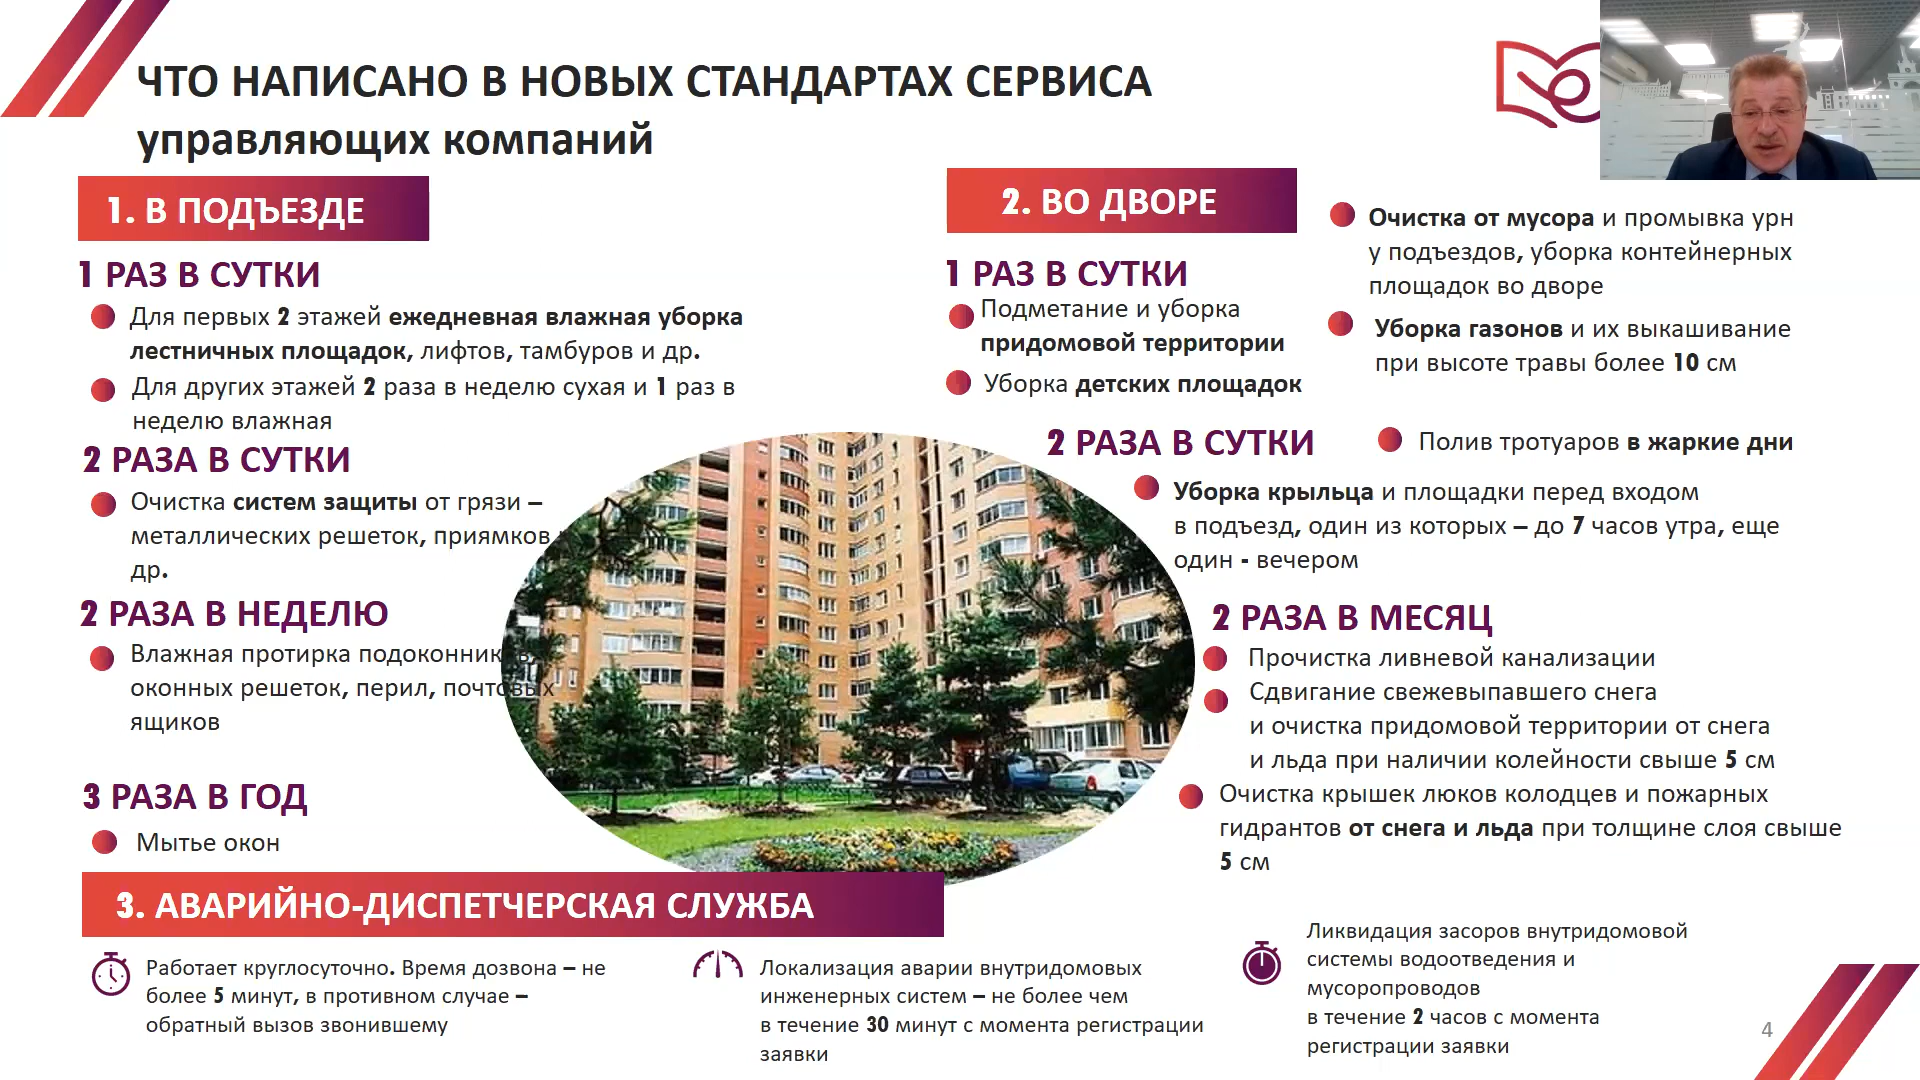 ЧТО НАПИСАНО В НОВЫХ СТАНДАРТАХ СЕРВИСА
управляющих компаний
1. В ПОДЪЕЗДЕ
1 РАЗ В СУТКИ
Для первых 2 этажей ежедневная влажная уборка
лестничных площадок, лифтов, тамбуров и др.
Для других этажей 2 раза в неделю сухая и 1 раз в
неделю влажная
2 РАЗА В СУТКИ
Очистка систем защиты от грязи –
металлических решеток, приямков
др.
2 РАЗА В НЕДЕЛЮ
Влажная протирка подоконников,
оконных решеток, перил, почтовых
ящиков
3 РАЗА В ГОД
Мытье окон
2. ВО ДВОРЕ
1 РАЗ В СУТКИ
Подметание и уборка
придомовой территории
Уборка детских площадок
Очистка от мусора и промывка урн
у подъездов, уборка контейнерных
площадок во дворе
Уборка газонов и их выкашивание
при высоте травы более 10 см
2 РАЗА В СУТКИ
Полив тротуаров в жаркие дни
Уборка крыльца и площадки перед входом
в подъезд, один из которых – до 7 часов утра, еще
один - вечером
2 РАЗА В МЕСЯЦ
Прочистка ливневой канализации
Сдвигание свежевыпавшего снега
и очистка придомовой территории от снега
и льда при наличии колейности свыше 5 см
Очистка крышек люков колодцев и пожарных
гидрантов от снега и льда при толщине слоя свыше
5 см
3. АВАРИЙНО-ДИСПЕТЧЕРСКАЯ СЛУЖБА
Работает круглосуточно. Время дозвона – не
более 5 минут, в противном случае –
обратный вызов звонившему
Локализация аварии внутридомовых
инженерных систем – не более чем
в течение 30 минут с момента регистрации
заявки
Ликвидация засоров внутридомовой
системы водоотведения и
мусоропроводов
в течение 2 часов с момента
регистрации заявки
4